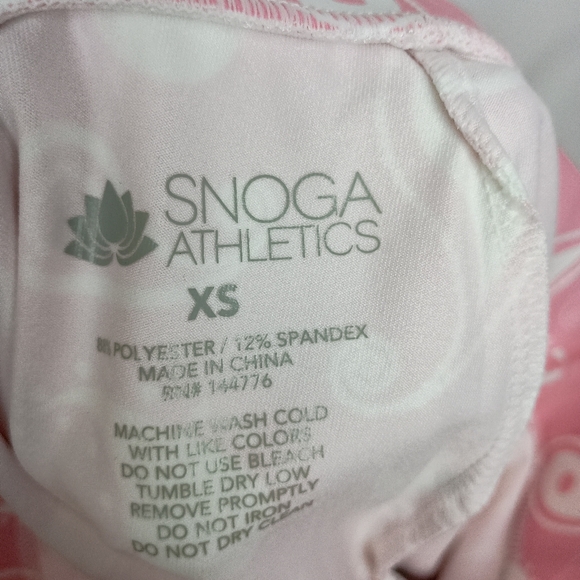 SNOGA
ATHLETICS
XS
POLYESTER / 12% SPANDEX
MADE IN CHINA
RN# 144776
MACHINE WASH COLD
WITH LIKE COLORS
DO NOT USE BLEACH
TUMBLE DRY LOW
REMOVE PROMPTLY
DO NOT IRON
DO NOT DRY CLEAN